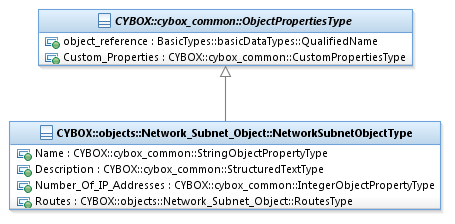 CYBOX::cybox_common::ObjectPropertiesType
object_reference : BasicTypes::basicDataTypes::QualifiedName
Custom_Properties : CYBOX::cybox_common::CustomPropertiesType
CYBOX::objects::Network_Subnet_Object::NetworkSubnetObjectType
Name : CYBOX::cybox_common::StringObjectPropertyType
Description : CYBOX::cybox_common::StructuredTextType
Number_Of_IP_Addresses : CYBOX::cybox_common::IntegerObjectPropertyType
Routes : CYBOX::objects::Network_Subnet_Object::RoutesType